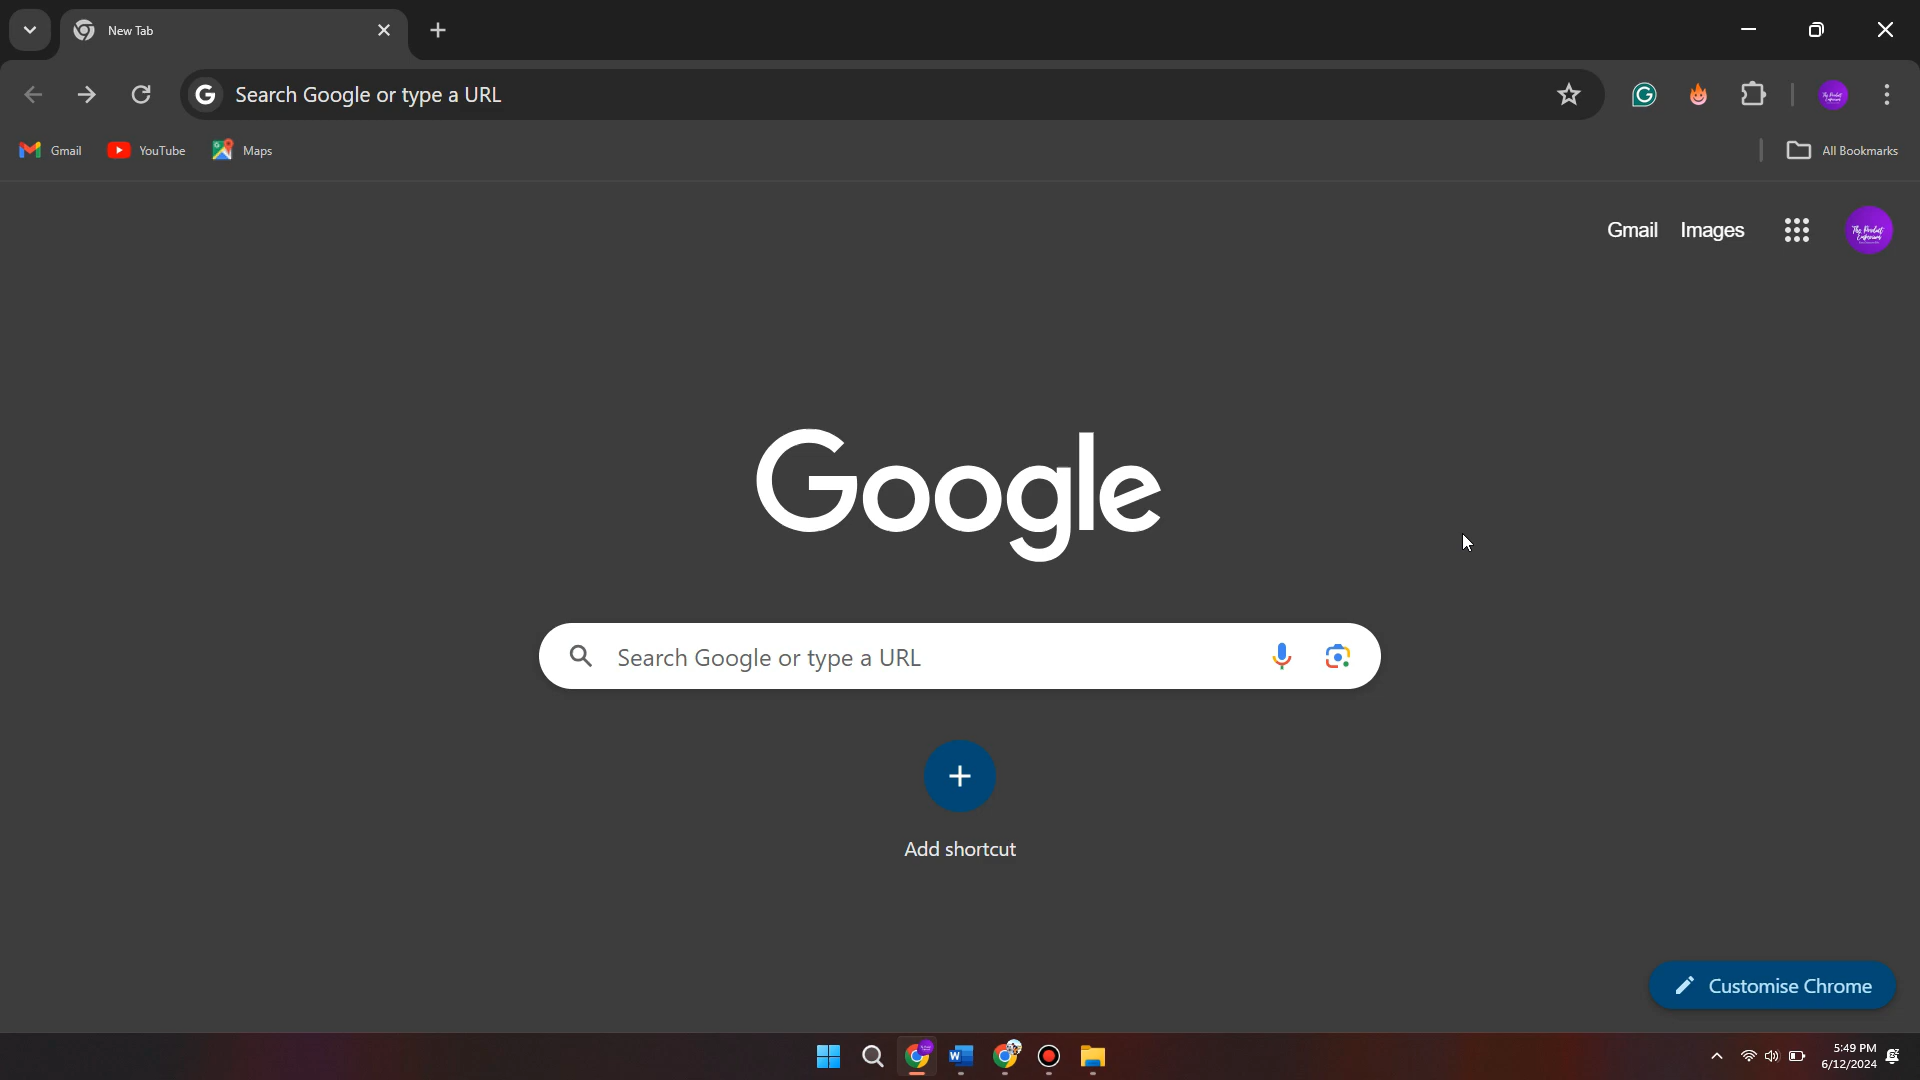 New Tab
Search Google or type a URL
Gmail
YouTube
Maps
All Bookmarks
Gmail
Images
Google
Search Google or type a URL
Add shortcut
Customise Chrome
5:49 PM
6/12/2024